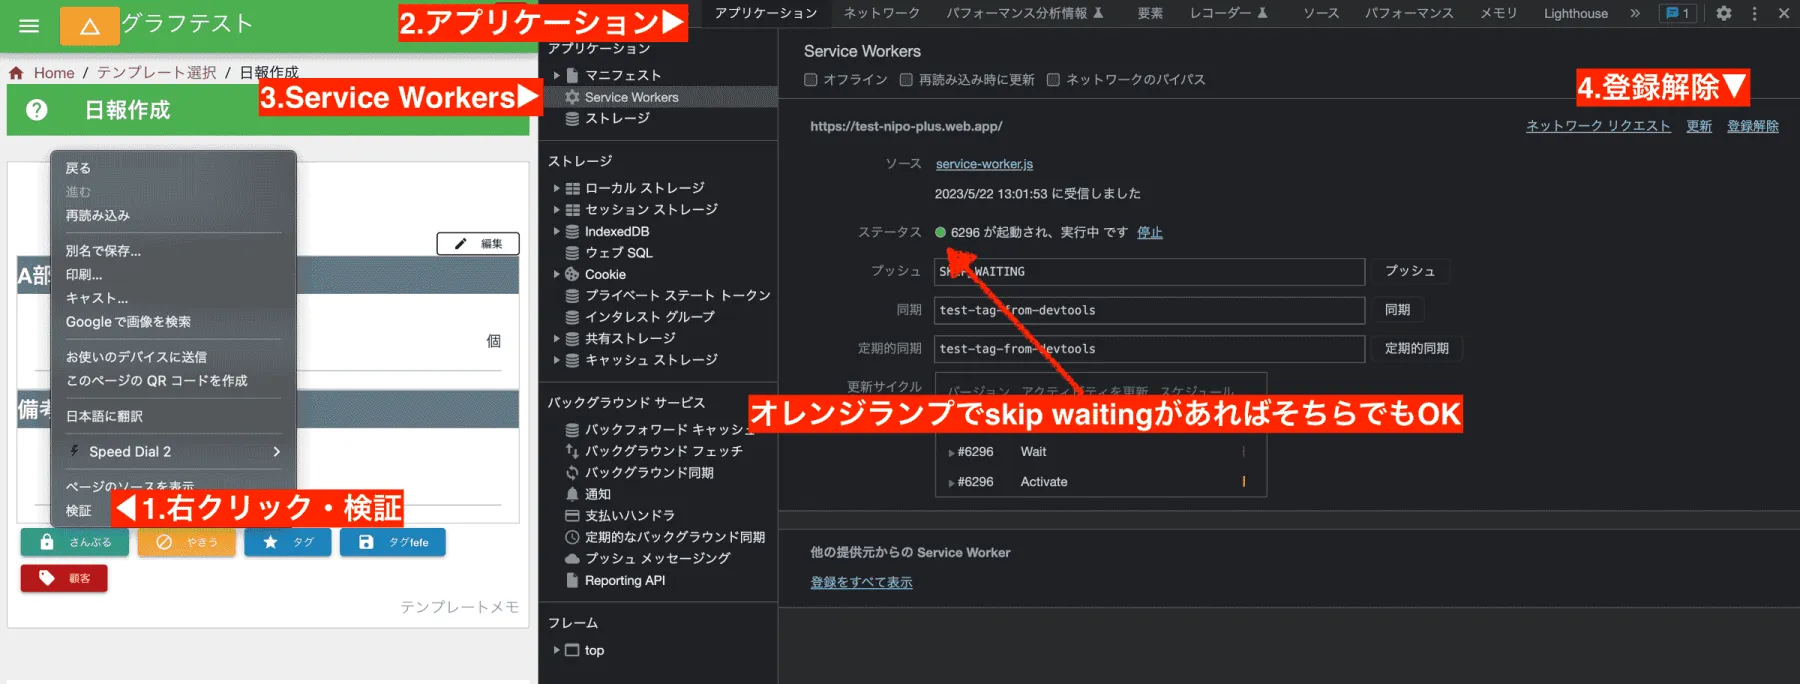 グラフテスト
2.アプリケーション▶
Home / テンプレート選択 / 日報作成
3.Service Workers▶
日報作成
戻る
進む
再読み込み
別名で保存...
印刷...
キャスト...
Googleで画像を検索
お使いのデバイスに送信
このページの QR コードを作成
日本語に翻訳
Speed Dial 2
ページのソースを表示
検証
◀1.右クリック・検証
編集
A部
個
備考
さんぷる
やきう
タグ
タグfefe
顧客
テンプレートメモ
アプリケーション
ネットワーク
パフォーマンス分析情報
要素
レコーダー
ソース
パフォーマンス
メモリ
Lighthouse
1
アプリケーション
マニフェスト
Service Workers
ストレージ
ストレージ
ローカル ストレージ
セッション ストレージ
IndexedDB
ウェブ SQL
Cookie
プライベート ステート トークン
インタレスト グループ
共有ストレージ
キャッシュ ストレージ
バックグラウンド サービス
バックフォワード キャッシュ
バックグラウンド フェッチ
バックグラウンド同期
通知
支払いハンドラ
定期的なバックグラウンド同期
プッシュ メッセージング
Reporting API
フレーム
top
Service Workers
オフライン
再読み込み時に更新
ネットワークのバイパス
4.登録解除▼
https://test-nipo-plus.web.app/
ネットワーク リクエスト
更新
登録解除
ソース
service-worker.js
2023/5/22 13:01:53 に受信しました
ステータス
6296 が起動され、実行中 です
停止
プッシュ
SKIP_WAITING
プッシュ
同期
test-tag-from-devtools
同期
定期的同期
test-tag-from-devtools
定期的同期
更新サイクル
バージョン
アクティビティを更新
スケジュール
オレンジランプでskip waitingがあればそちらでもOK
#6296
Wait
#6296
Activate
他の提供元からの Service Worker
登録をすべて表示